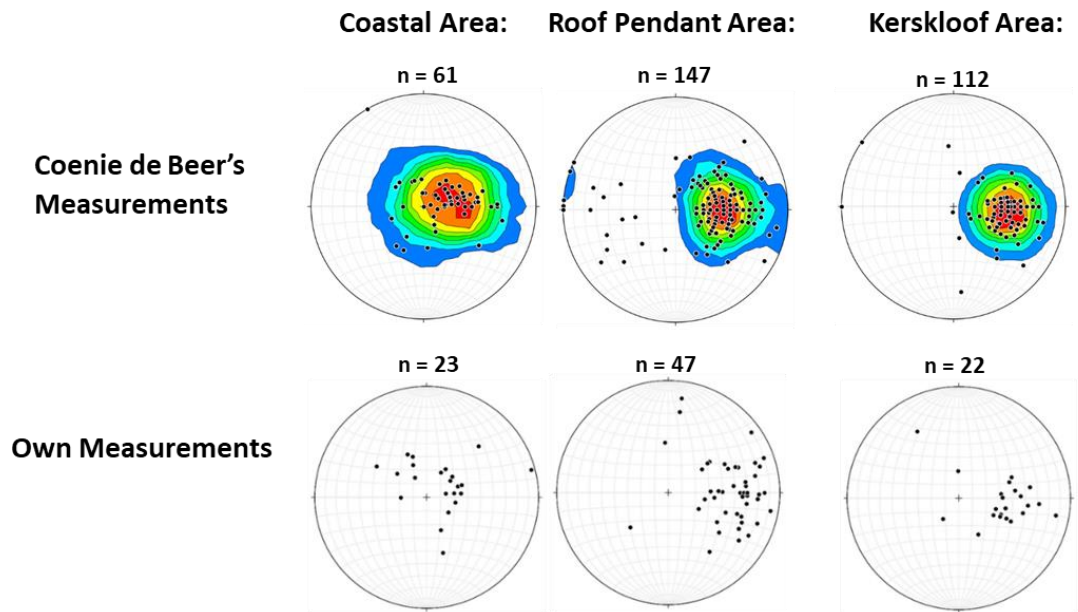 Coastal Area: Roof Pendant Area: Kerskloof Area:
n = 61 n = 147 n = 112
Coenie de Beer's
Measurements
n = 23 n = 47 n = 22
Own Measurements